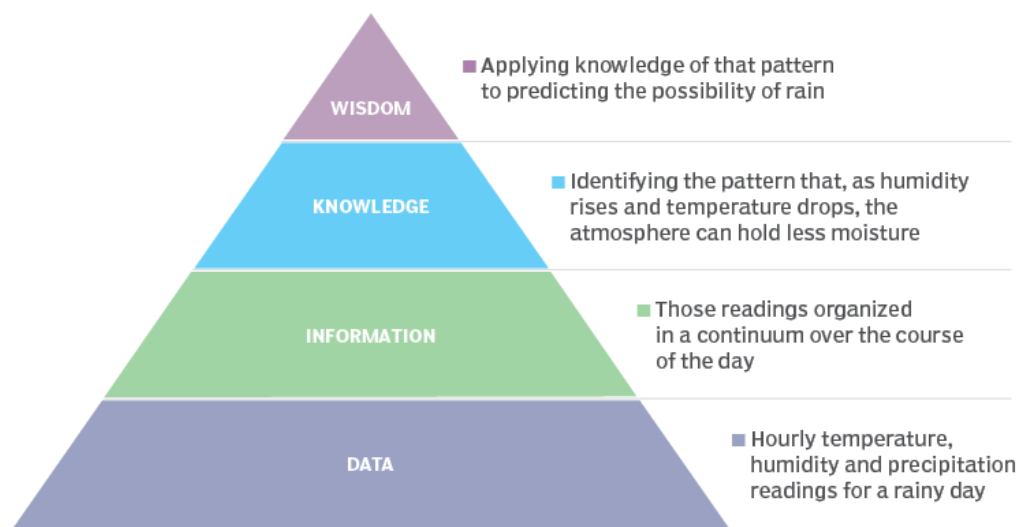 WISDOM
Applying knowledge of that pattern
to predicting the possibility of rain
KNOWLEDGE
Identifying the pattern that, as humidity
rises and temperature drops, the
atmosphere can hold less moisture
INFORMATION
Those readings organized
in a continuum over the course
of the day
DATA
Hourly temperature,
humidity and precipitation
readings for a rainy day